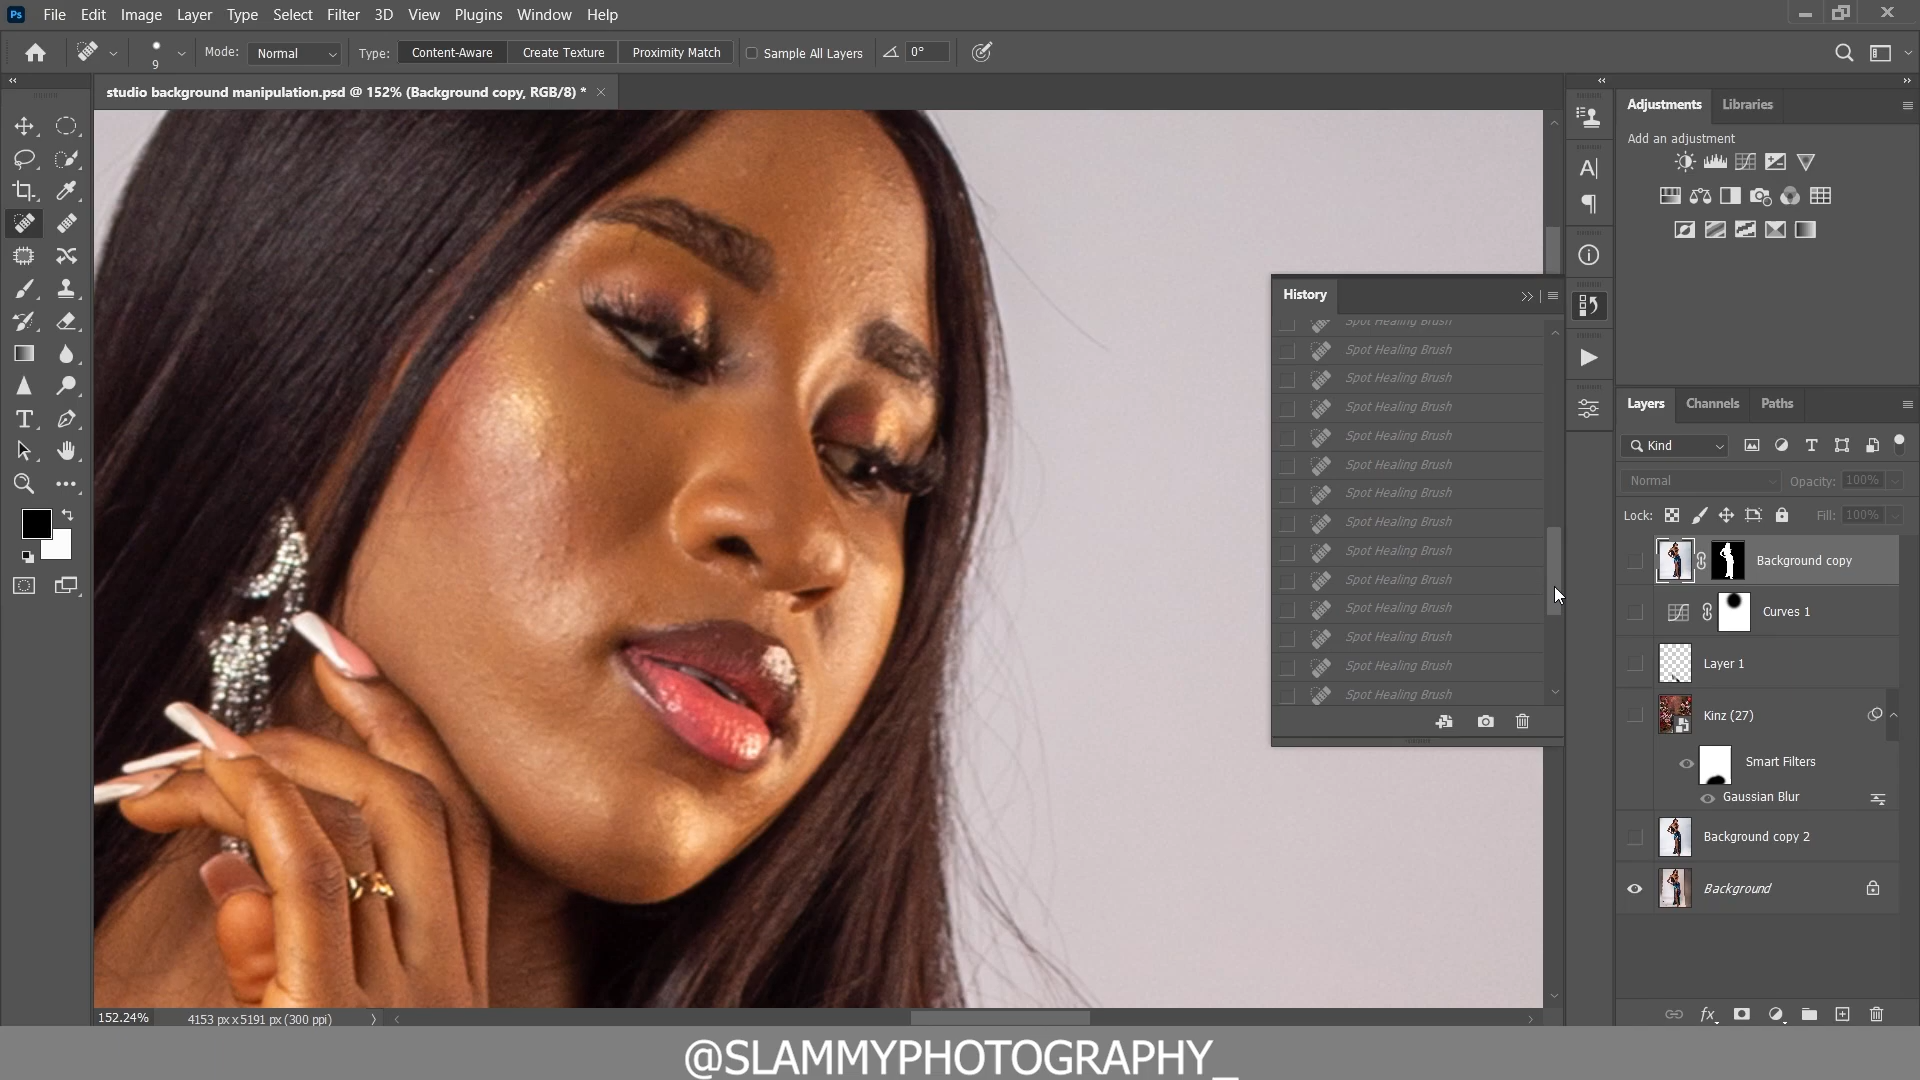 Ps File Edit Image Layer Type Select Filter 3D View Plugins Window Help
9 Mode: Normal Type: Content-Aware Create Texture Proximity Match Sample All Layers 0°
studio background manipulation.psd @ 152% (Background copy, RGB/8) *
Adjustments Libraries
Add an adjustment
History
Spot Healing Brush
Spot Healing Brush
Spot Healing Brush
Spot Healing Brush
Spot Healing Brush
Spot Healing Brush
Spot Healing Brush
Spot Healing Brush
Spot Healing Brush
Spot Healing Brush
Spot Healing Brush
Spot Healing Brush
Spot Healing Brush
Spot Healing Brush
Layers Channels Paths
Kind
Normal Opacity: 100%
Lock: Fill: 100%
Background copy
Curves 1
Layer 1
Kinz (27)
Smart Filters
Gaussian Blur
Background copy 2
Background
fx
152.24% 4153 px x 5191 px (300 ppi)
@SLAMMYPHOTOGRAPHY_